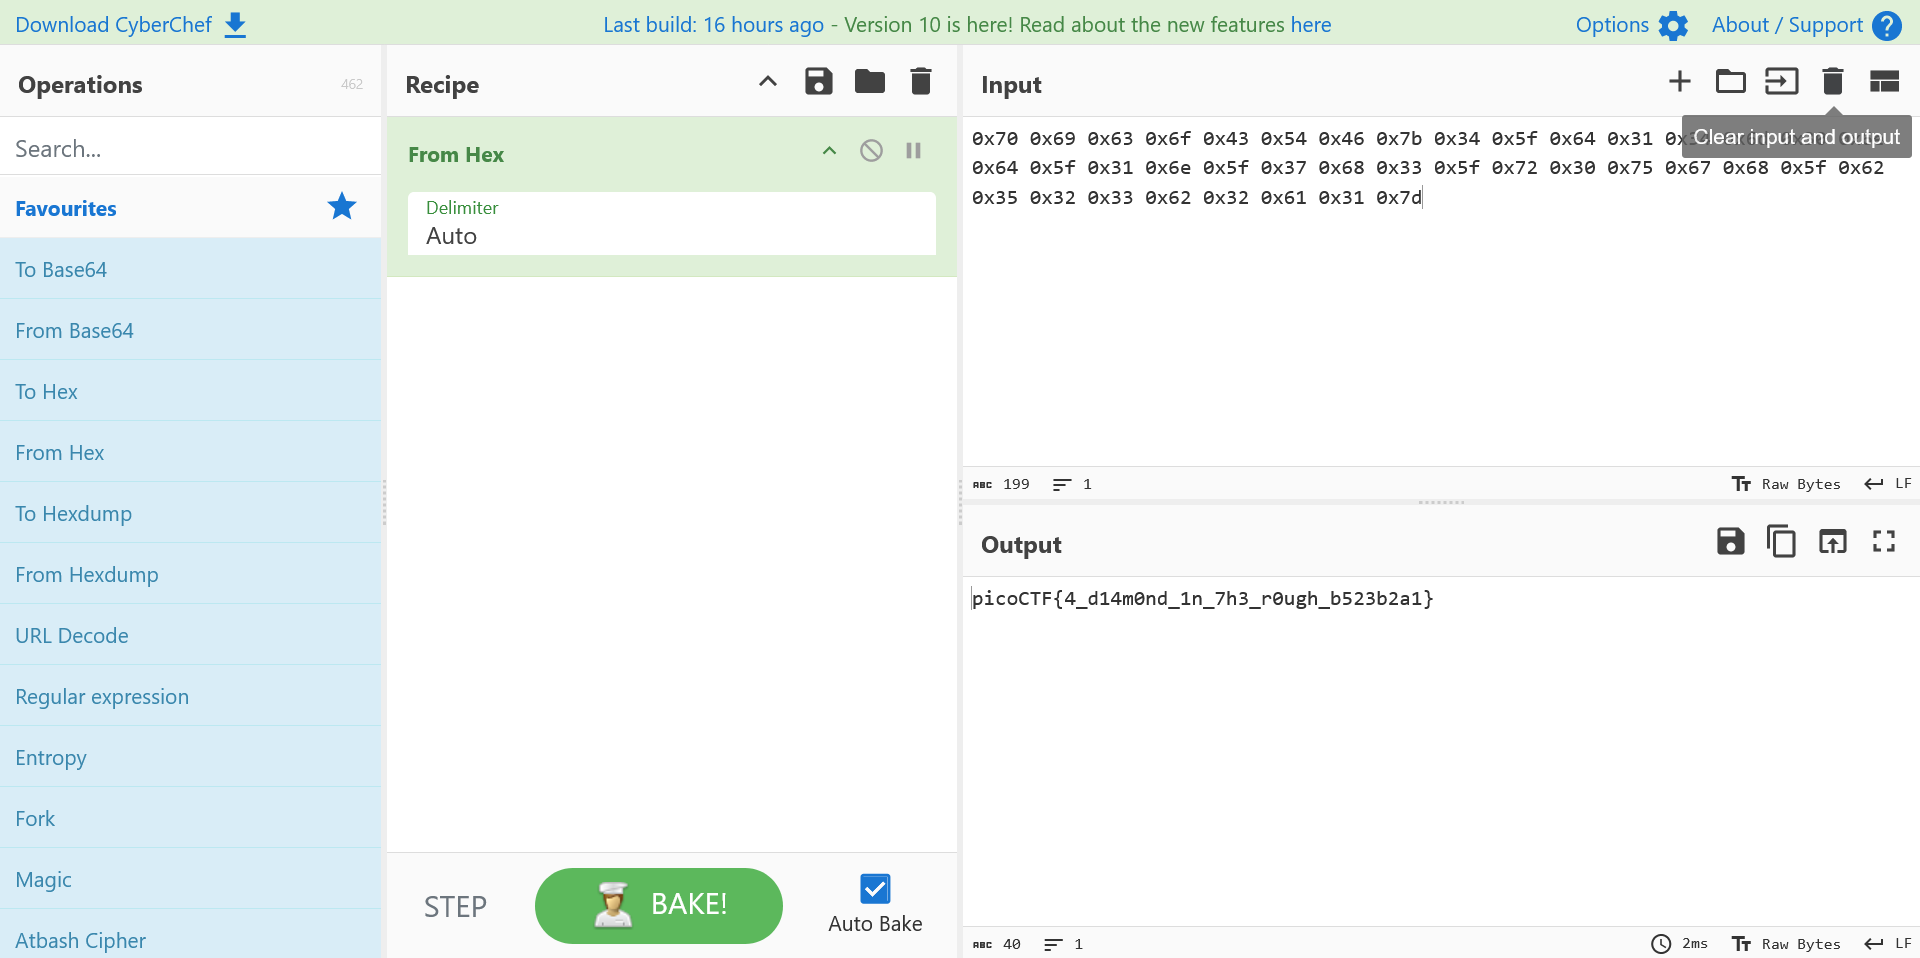 Download CyberChef
Last build: 16 hours ago - Version 10 is here! Read about the new features here
Options
About / Support
Operations
462
Search...
Favourites
To Base64
From Base64
To Hex
From Hex
To Hexdump
From Hexdump
URL Decode
Regular expression
Entropy
Fork
Magic
Atbash Cipher
Recipe
From Hex
Delimiter
Auto
STEP
BAKE!
Auto Bake
Input
Clear input and output
0x70 0x69 0x63 0x6f 0x43 0x54 0x46 0x7b 0x34 0x5f 0x64 0x31
0x64 0x5f 0x31 0x6e 0x5f 0x37 0x68 0x33 0x5f 0x72 0x30 0x75 0x67 0x68 0x5f 0x62
0x35 0x32 0x33 0x62 0x32 0x61 0x31 0x7d
ABC 199 1
Raw Bytes LF
Output
picoCTF{4_d14m0nd_1n_7h3_r0ugh_b523b2a1}
ABC 40 1
2ms Raw Bytes LF